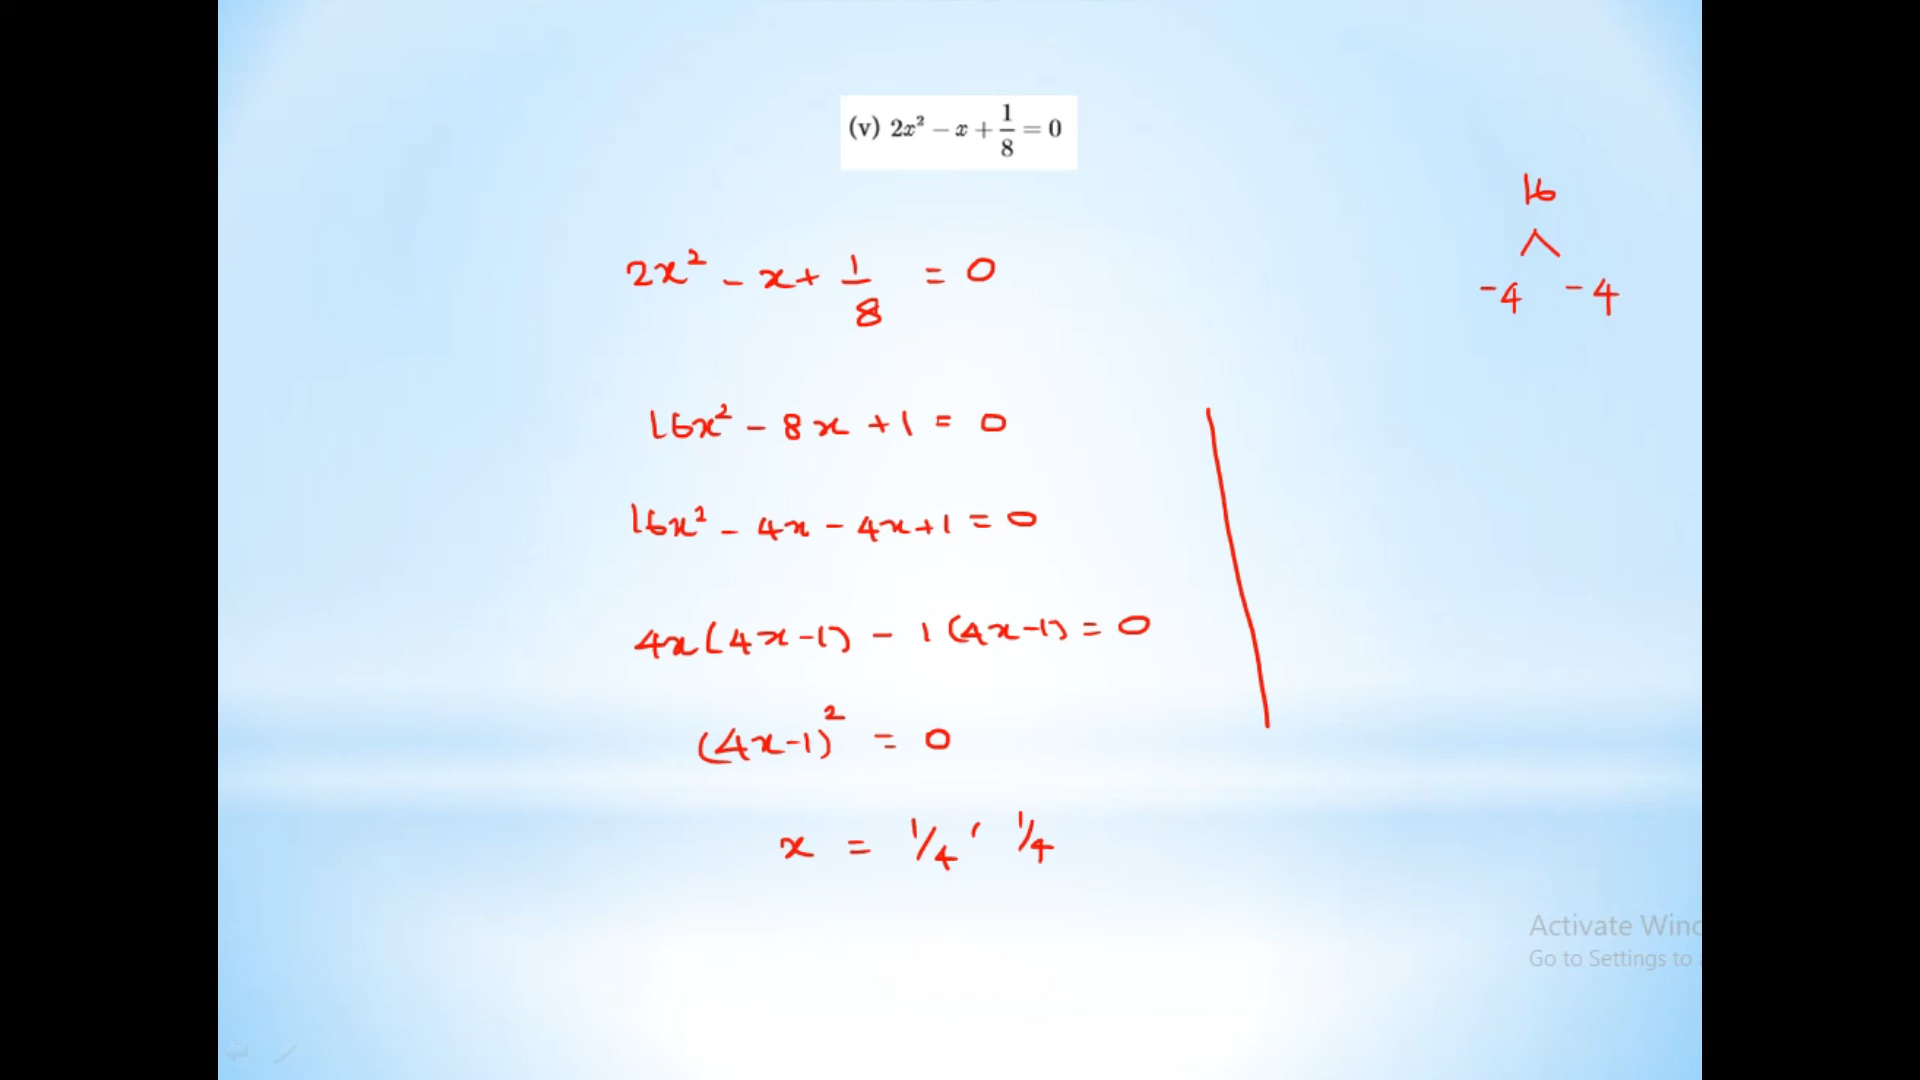 (v) 2x² − x + 1/8 = 0
2x² - x + 1/8 = 0
16
-4 -4
16x² - 8x + 1 = 0
16x² - 4x - 4x + 1 = 0
4x(4x-1) - 1(4x-1) = 0
(4x-1)² = 0
x = 1/4, 1/4
Activate Wind
Go to Settings to